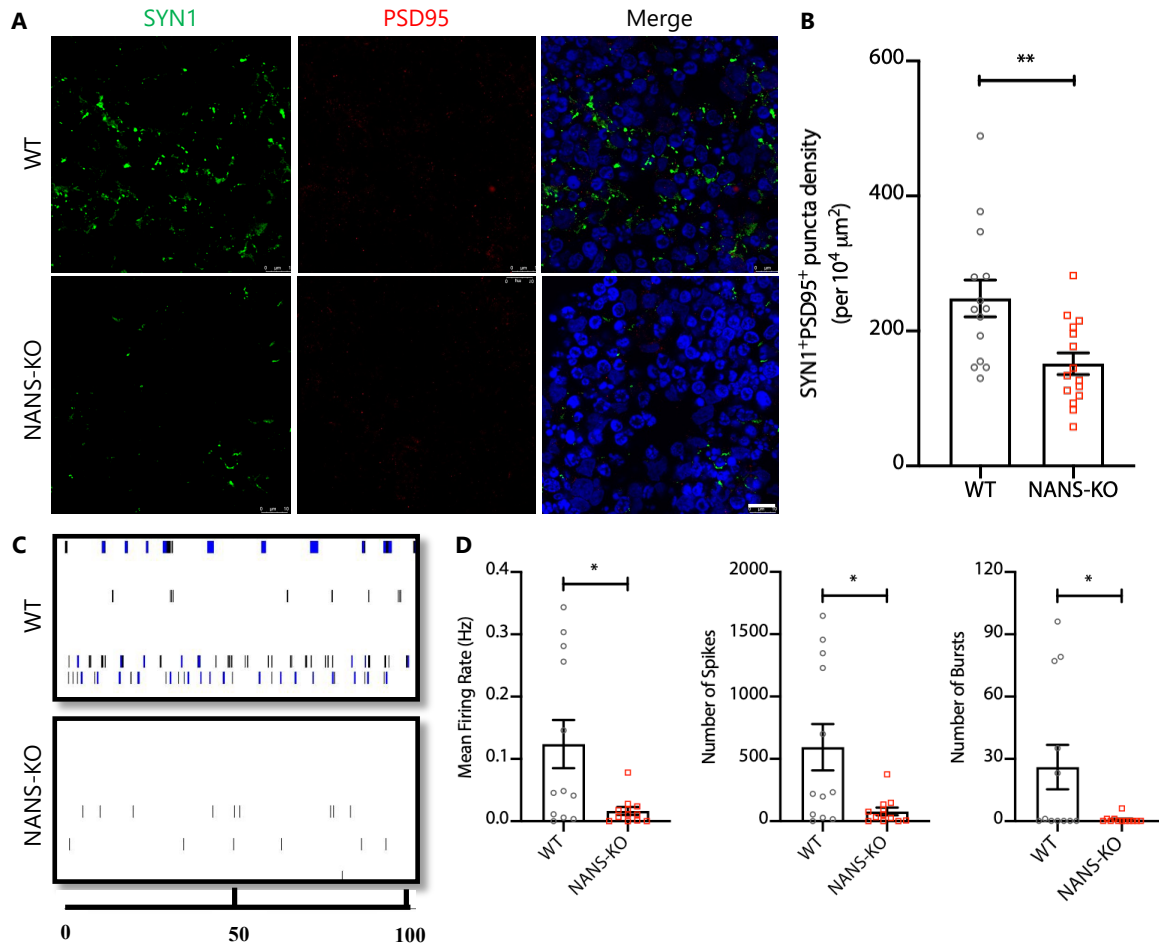 A
SYN1
PSD95
Merge
WT
NANS-KO
B
SYN1+PSD95+ puncta density
(per 10⁴ µm²)
600
400
200
0
**
WT
NANS-KO
C
WT
NANS-KO
0
50
100
D
Mean Firing Rate (Hz)
0.4
0.3
0.2
0.1
0.0
*
WT
NANS-KO
Number of Spikes
2000
1500
1000
500
0
*
WT
NANS-KO
Number of Bursts
120
90
60
30
0
*
WT
NANS-KO